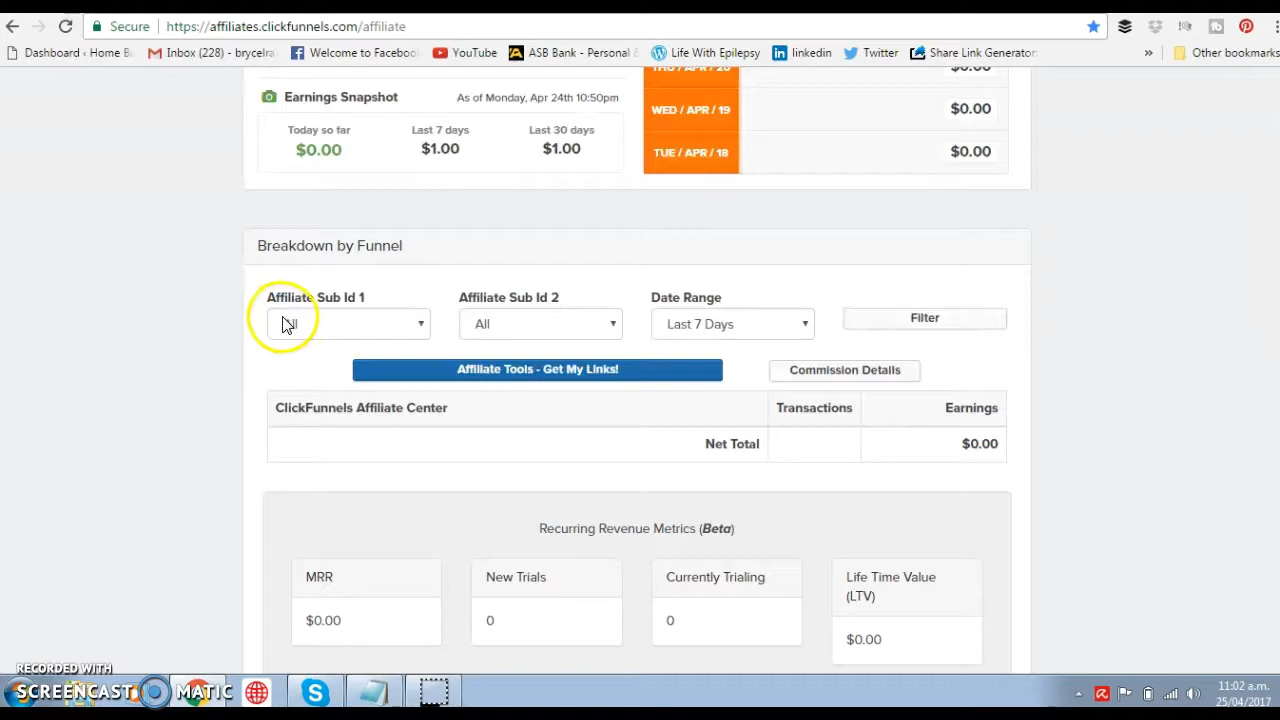 Secure https://affiliates.clickfunnels.com/affiliate
Dashboard ‹ Home B Inbox (228) - brycelra Welcome to Facebook YouTube ASB Bank - Personal & Life With Epilepsy linkedin Twitter Share Link Generator » Other bookmarks
THU / APR / 20 $0.00
Earnings Snapshot As of Monday, Apr 24th 10:50pm
WED / APR / 19 $0.00
Today so far Last 7 days Last 30 days
$0.00 $1.00 $1.00
TUE / APR / 18 $0.00
Breakdown by Funnel
Affiliate Sub Id 1 Affiliate Sub Id 2 Date Range
All All Last 7 Days Filter
Affiliate Tools - Get My Links! Commission Details
ClickFunnels Affiliate Center Transactions Earnings
Net Total $0.00
Recurring Revenue Metrics (Beta)
MRR New Trials Currently Trialing Life Time Value
(LTV)
$0.00 0 0 $0.00
RECORDED WITH
SCREENCAST MATIC
11:02 a.m.
25/04/2017